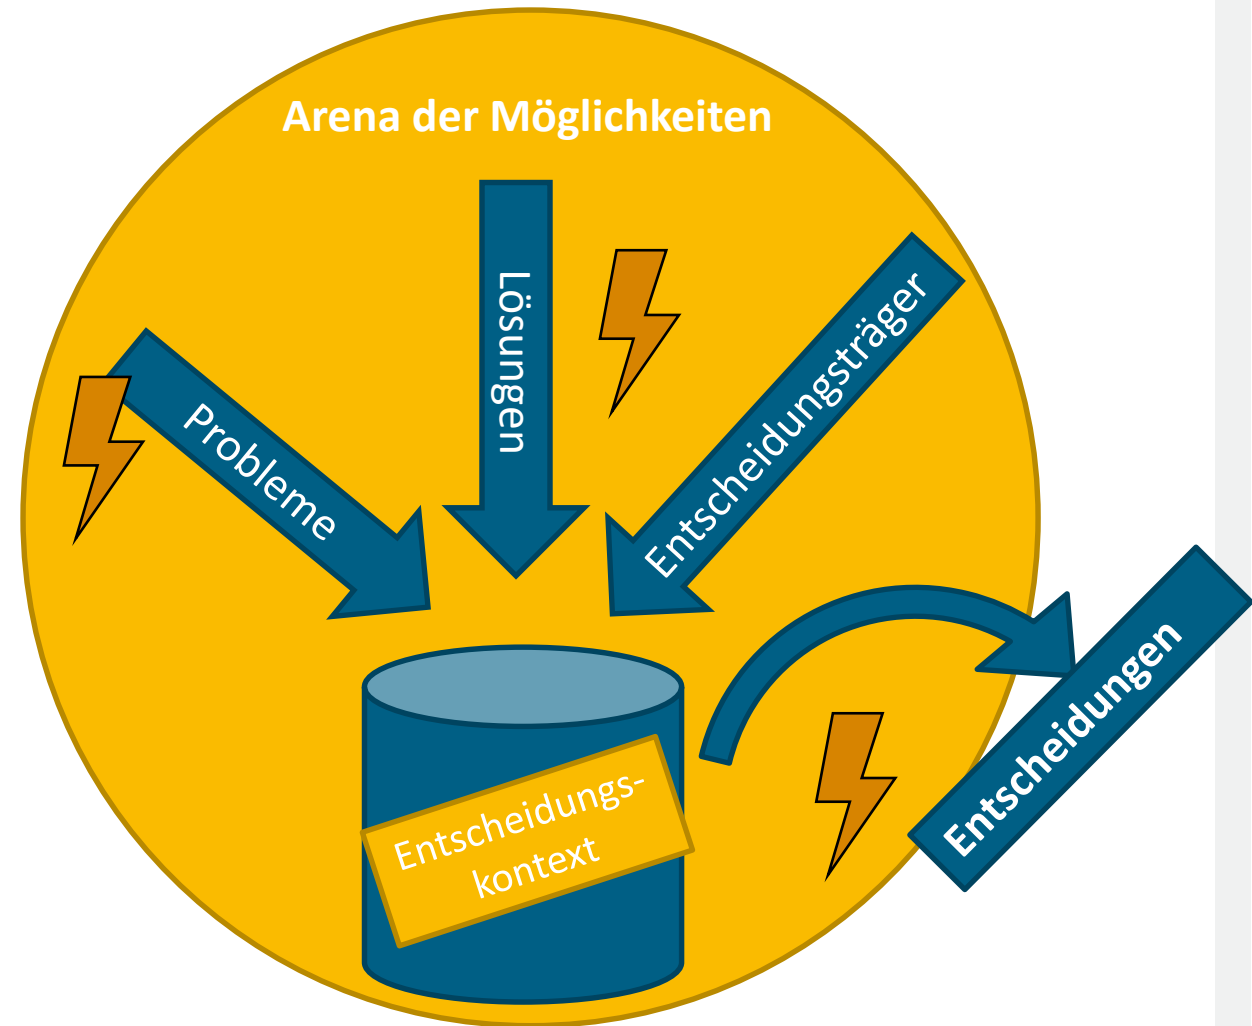 Arena der Möglichkeiten
Lösungen
Entscheidungsträger
Probleme
Entscheidungen
Entscheidungs-
kontext